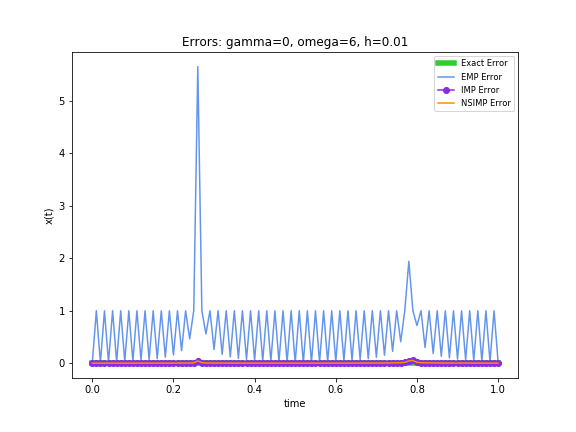 Errors: gamma=0, omega=6, h=0.01
Exact Error
EMP Error
IMP Error
NSIMP Error
x(t)
5
4
3
2
1
0
0.0 0.2 0.4 0.6 0.8 1.0
time